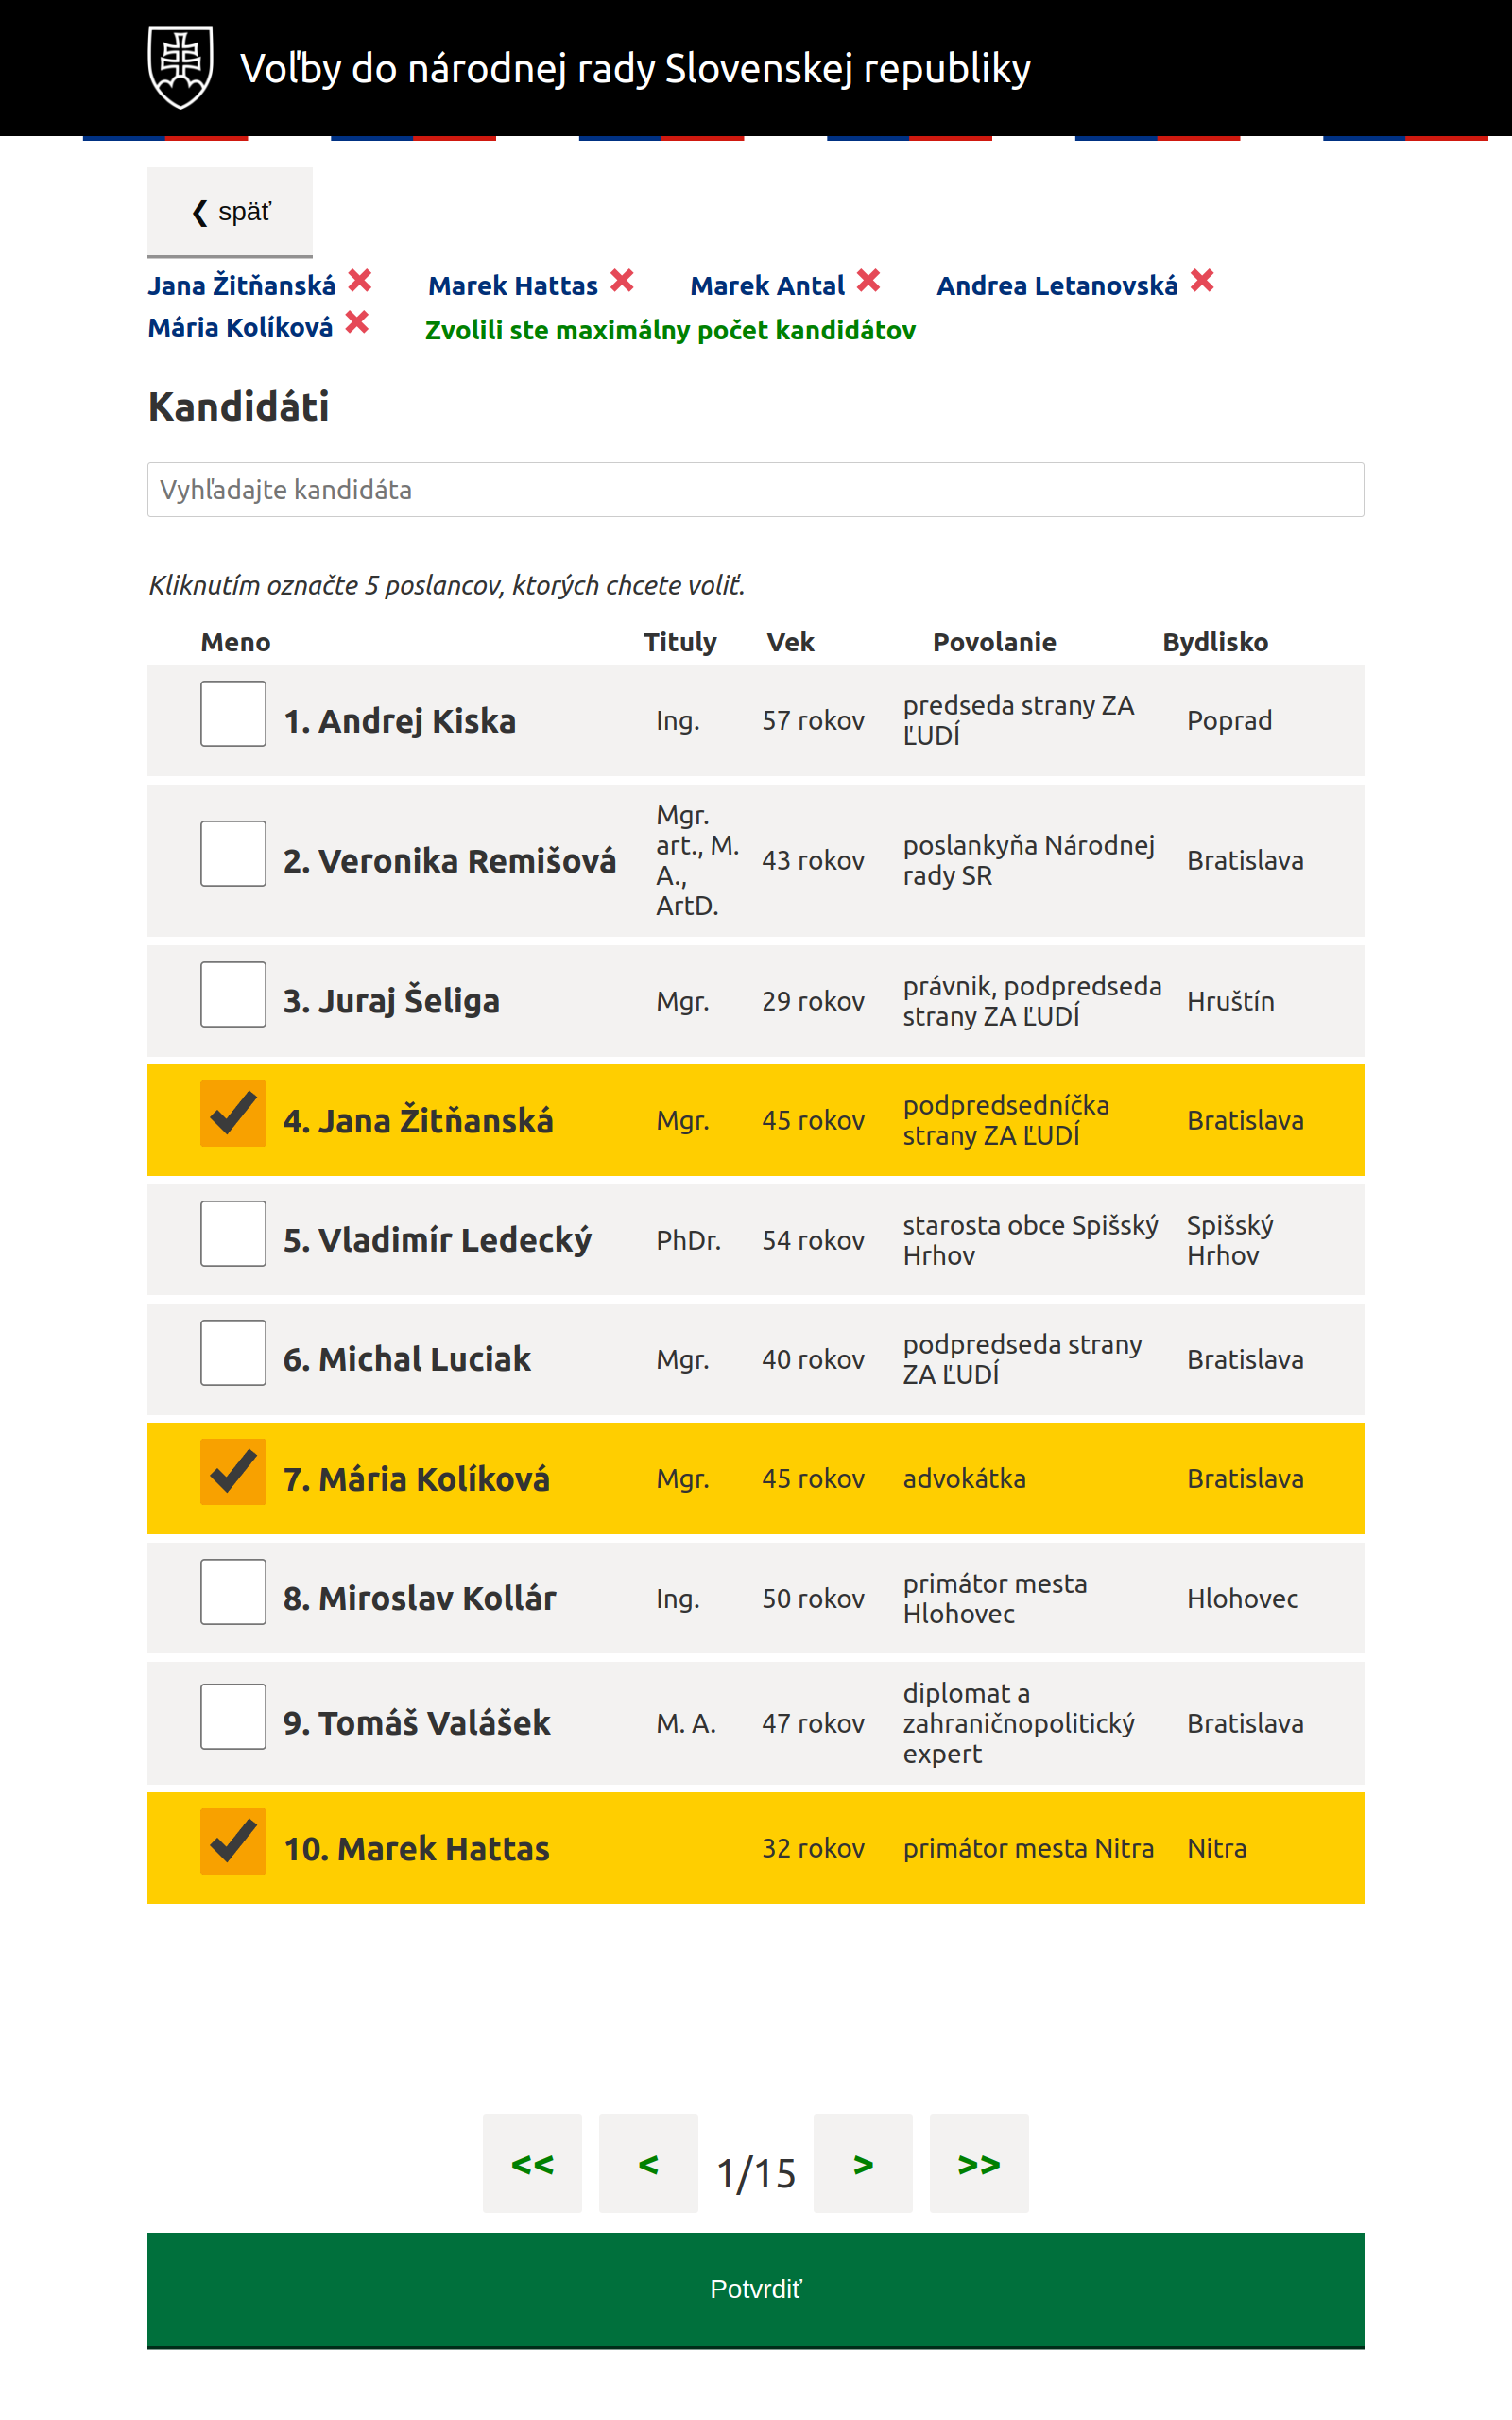 Voľby do národnej rady Slovenskej republiky
❮ späť
Jana Žitňanská ✖ Marek Hattas ✖ Marek Antal ✖ Andrea Letanovská ✖
Mária Kolíková ✖ Zvolili ste maximálny počet kandidátov
Kandidáti
Vyhľadajte kandidáta
Kliknutím označte 5 poslancov, ktorých chcete voliť.
Meno Tituly Vek Povolanie Bydlisko
1. Andrej Kiska Ing. 57 rokov predseda strany ZA
ĽUDÍ Poprad
2. Veronika Remišová Mgr.
art., M.
A.,
ArtD. 43 rokov poslankyňa Národnej
rady SR Bratislava
3. Juraj Šeliga Mgr. 29 rokov právnik, podpredseda
strany ZA ĽUDÍ Hruštín
4. Jana Žitňanská Mgr. 45 rokov podpredsedníčka
strany ZA ĽUDÍ Bratislava
5. Vladimír Ledecký PhDr. 54 rokov starosta obce Spišský
Hrhov Spišský
Hrhov
6. Michal Luciak Mgr. 40 rokov podpredseda strany
ZA ĽUDÍ Bratislava
7. Mária Kolíková Mgr. 45 rokov advokátka Bratislava
8. Miroslav Kollár Ing. 50 rokov primátor mesta
Hlohovec Hlohovec
9. Tomáš Valášek M. A. 47 rokov diplomat a
zahraničnopolitický
expert Bratislava
10. Marek Hattas 32 rokov primátor mesta Nitra Nitra
<< < 1/15 > >>
Potvrdiť